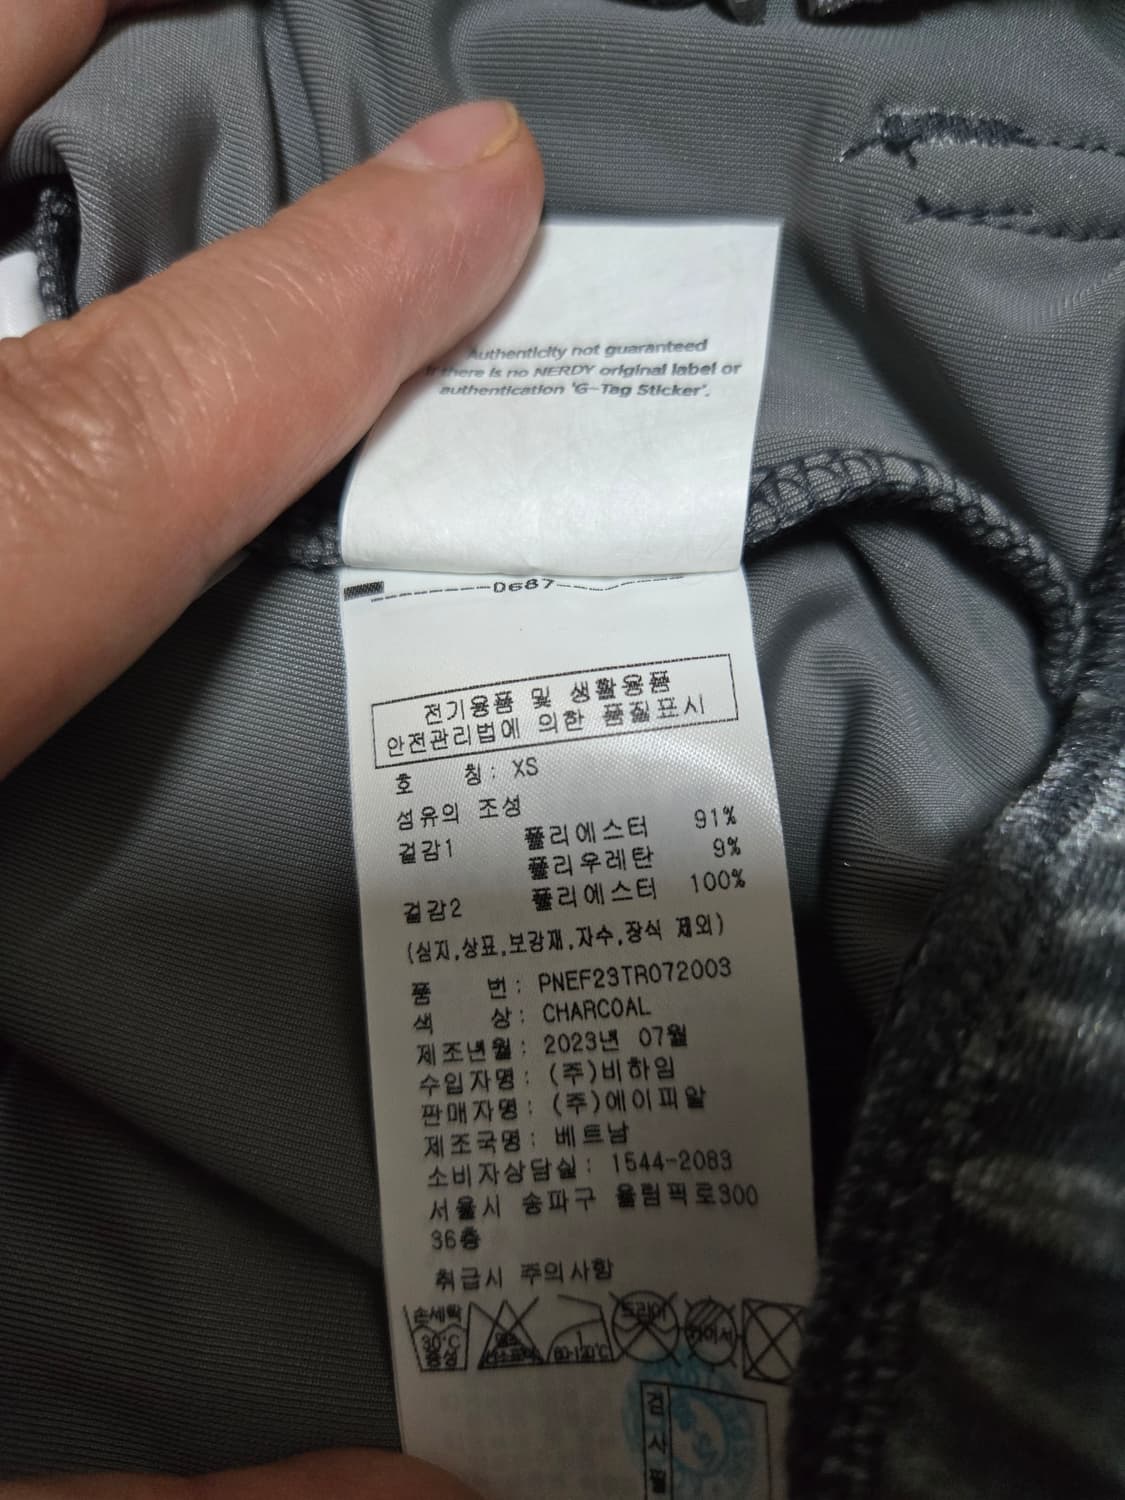 Authenticity not guaranteed
If there is no NERDY original label or
authentication 'G-Tag Sticker'.
D687
전기용품 및 생활용품
안전관리법에 의한 품질표시
호 칭: XS
섬유의 조성
겉감1 폴리에스터 91%
폴리우레탄 9%
겉감2 폴리에스터 100%
(심지,상표,보강재,자수,장식 제외)
품 번: PNEF23TR072003
색 상: CHARCOAL
제조년월: 2023년 07월
수입자명: (주)비하임
판매자명: (주)에이피알
제조국명: 베트남
소비자상담실: 1544-2083
서울시 송파구 올림픽로300
36층
취급시 주의사항
손세탁 드라이
30°C 1
중성 80-120°C
검
사
필